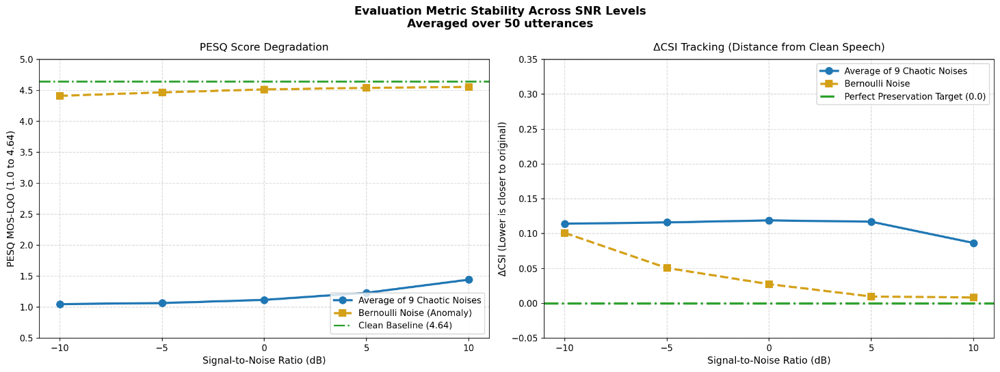 Evaluation Metric Stability Across SNR Levels
Averaged over 50 utterances
PESQ Score Degradation
PESQ MOS-LQO (1.0 to 4.64)
5.0
4.5
4.0
3.5
3.0
2.5
2.0
1.5
1.0
0.5
−10
−5
0
5
10
Signal-to-Noise Ratio (dB)
Average of 9 Chaotic Noises
Bernoulli Noise (Anomaly)
Clean Baseline (4.64)
ΔCSI Tracking (Distance from Clean Speech)
ΔCSI (Lower is closer to original)
0.35
0.30
0.25
0.20
0.15
0.10
0.05
0.00
−0.05
−10
−5
0
5
10
Signal-to-Noise Ratio (dB)
Average of 9 Chaotic Noises
Bernoulli Noise
Perfect Preservation Target (0.0)